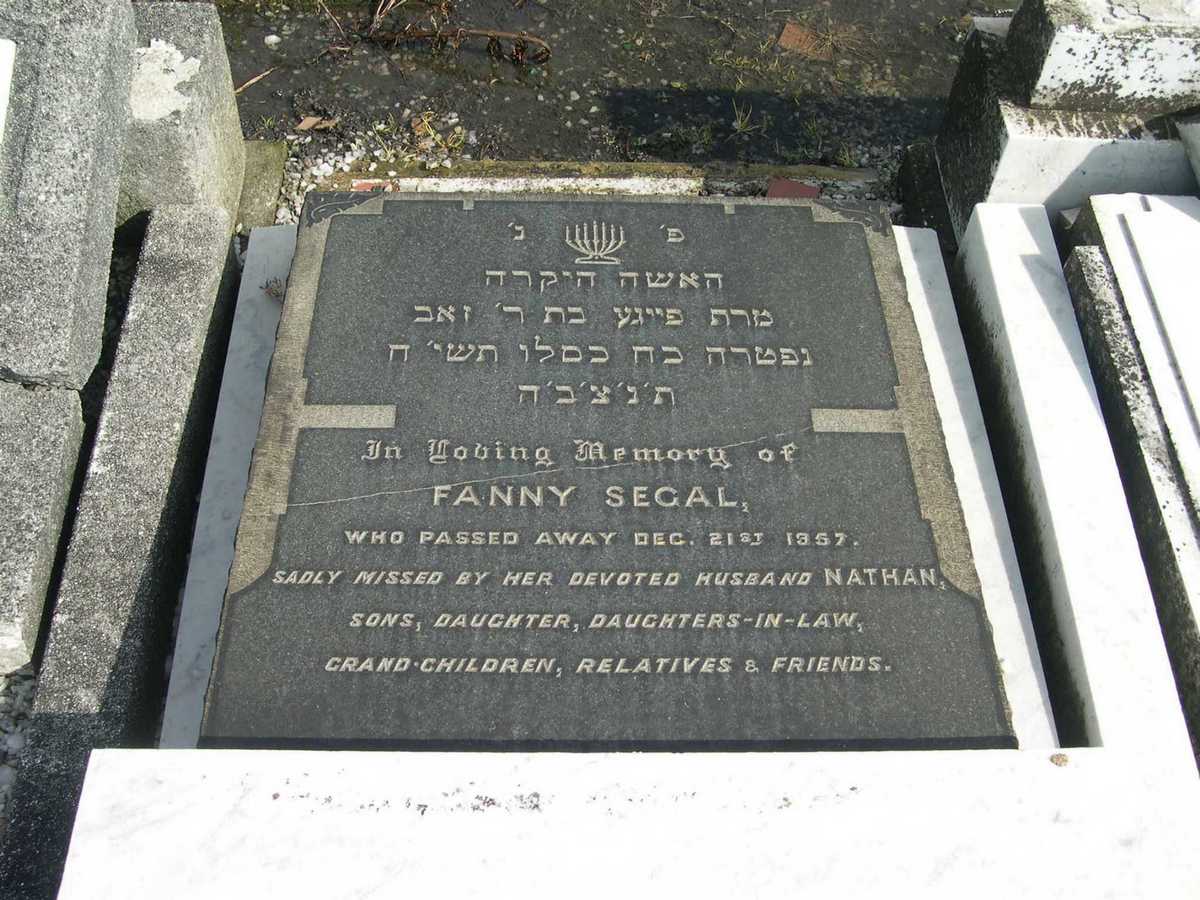 פ׳ נ׳
האשה היקרה
מרת פייגע בת ר׳ זאב
נפטרה כח כסלו תשי׳ח
ת׳נ׳צ׳ב׳ה
In Loving Memory of
FANNY SEGAL,
WHO PASSED AWAY DEC. 21ST 1957.
SADLY MISSED BY HER DEVOTED HUSBAND NATHAN,
SONS, DAUGHTER, DAUGHTERS-IN-LAW,
GRAND-CHILDREN, RELATIVES & FRIENDS.